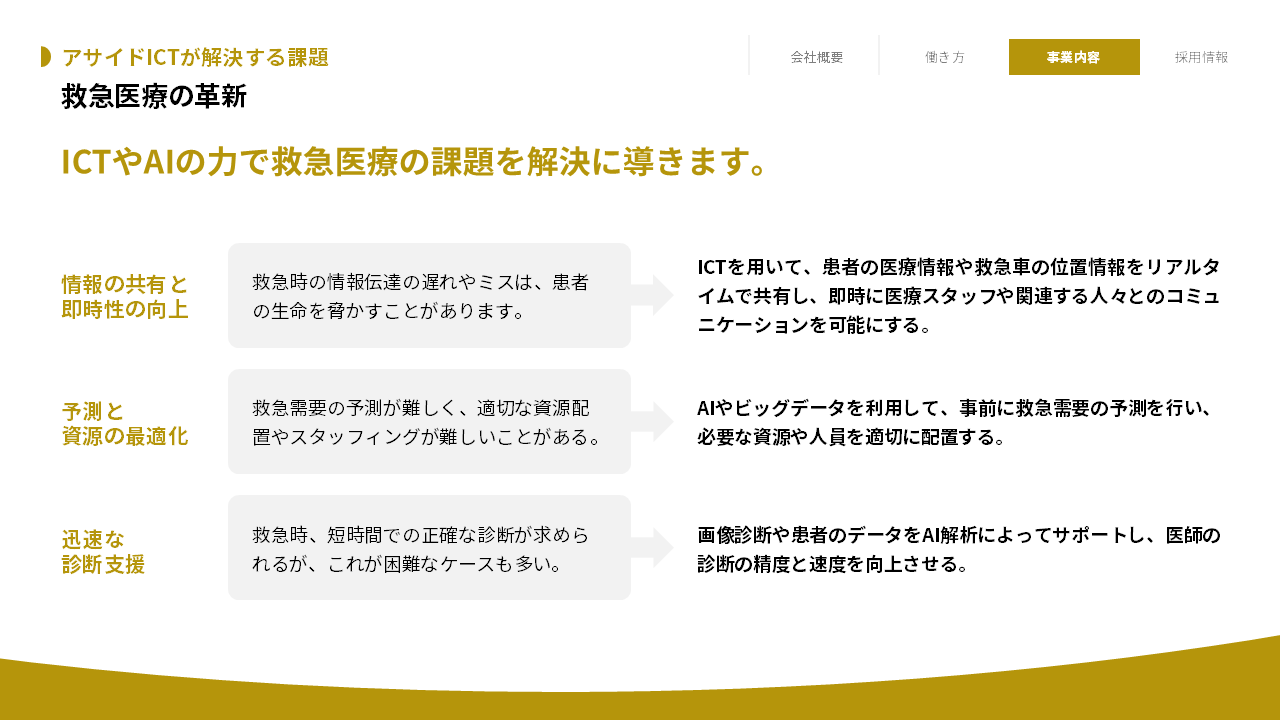 アサイドICTが解決する課題
会社概要
働き方
事業内容
採用情報
救急医療の革新
ICTやAIの力で救急医療の課題を解決に導きます。
情報の共有と
即時性の向上
救急時の情報伝達の遅れやミスは、患者
の生命を脅かすことがあります。
ICTを用いて、患者の医療情報や救急車の位置情報をリアルタ
イムで共有し、即時に医療スタッフや関連する人々とのコミュ
ニケーションを可能にする。
予測と
資源の最適化
救急需要の予測が難しく、適切な資源配
置やスタッフィングが難しいことがある。
AIやビッグデータを利用して、事前に救急需要の予測を行い、
必要な資源や人員を適切に配置する。
迅速な
診断支援
救急時、短時間での正確な診断が求めら
れるが、これが困難なケースも多い。
画像診断や患者のデータをAI解析によってサポートし、医師の
診断の精度と速度を向上させる。